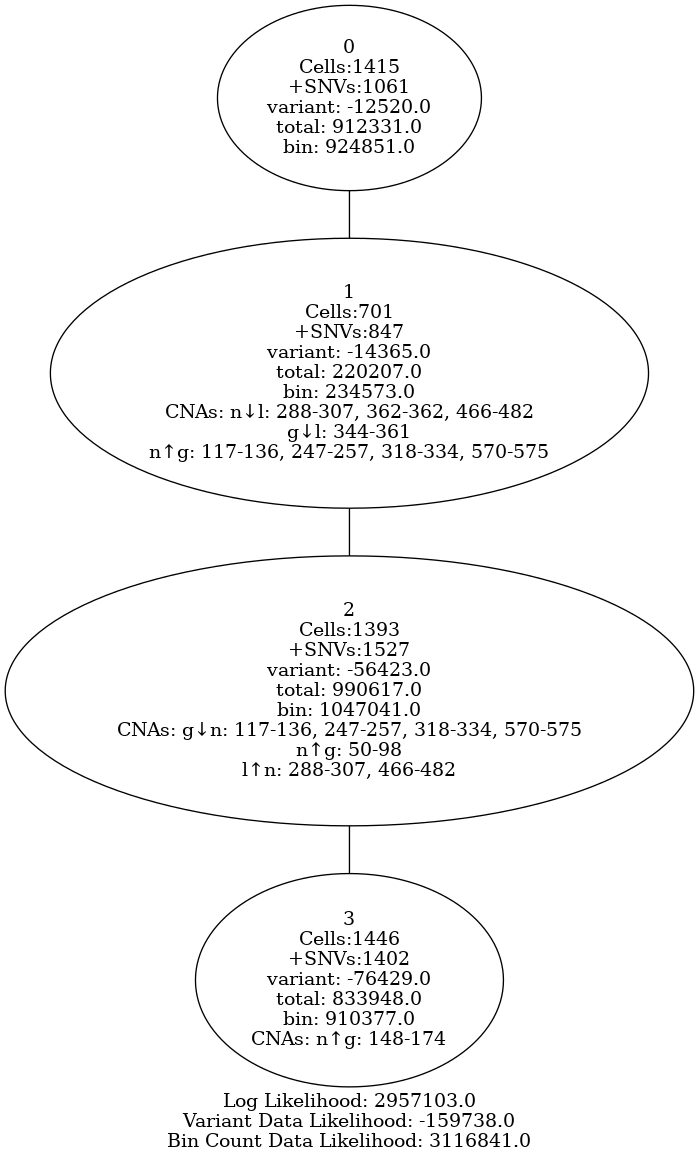 0
Cells:1415
+SNVs:1061
variant: -12520.0
total: 912331.0
bin: 924851.0
1
Cells:701
+SNVs:847
variant: -14365.0
total: 220207.0
bin: 234573.0
CNAs: n↓l: 288-307, 362-362, 466-482
g↓l: 344-361
n↑g: 117-136, 247-257, 318-334, 570-575
2
Cells:1393
+SNVs:1527
variant: -56423.0
total: 990617.0
bin: 1047041.0
CNAs: g↓n: 117-136, 247-257, 318-334, 570-575
n↑g: 50-98
l↑n: 288-307, 466-482
3
Cells:1446
+SNVs:1402
variant: -76429.0
total: 833948.0
bin: 910377.0
CNAs: n↑g: 148-174
Log Likelihood: 2957103.0
Variant Data Likelihood: -159738.0
Bin Count Data Likelihood: 3116841.0